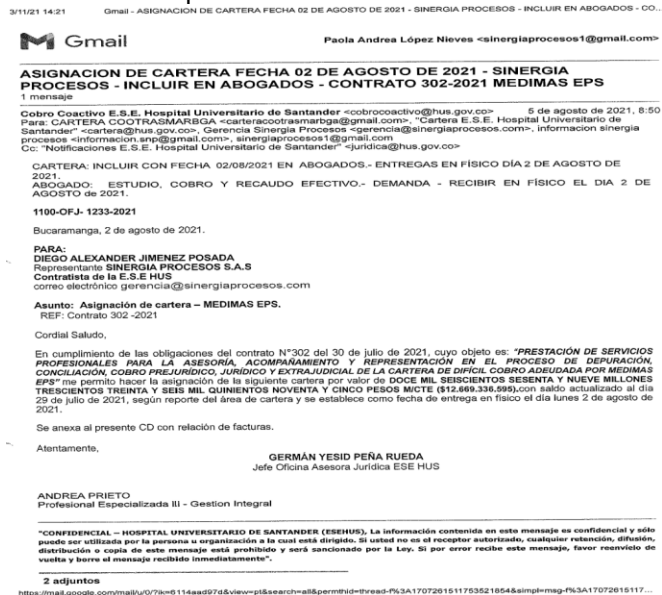 3/11/21 14:21 Gmail - ASIGNACION DE CARTERA FECHA 02 DE AGOSTO DE 2021 - SINERGIA PROCESOS - INCLUIR EN ABOGADOS - CO...
Gmail
Paola Andrea López Nieves <sinergiaprocesos1@gmail.com>
ASIGNACION DE CARTERA FECHA 02 DE AGOSTO DE 2021 - SINERGIA
PROCESOS - INCLUIR EN ABOGADOS - CONTRATO 302-2021 MEDIMAS EPS
1 mensaje
Cobro Coactivo E.S.E. Hospital Universitario de Santander <cobrocoactivo@hus.gov.co> 5 de agosto de 2021, 8:50
Para: CARTERA COOTRASMARBGA <carteracootrasmarbga@gmail.com>, "Cartera E.S.E. Hospital Universitario de
Santander" <cartera@hus.gov.co>, Gerencia Sinergia Procesos <gerencia@sinergiaprocesos.com>, informacion sinergia
procesos <informacion.snp@gmail.com>, sinergiaprocesos1@gmail.com
Cc: "Notificaciones E.S.E. Hospital Universitario de Santander" <juridica@hus.gov.co>
CARTERA: INCLUIR CON FECHA 02/08/2021 EN ABOGADOS.- ENTREGAS EN FÍSICO DÍA 2 DE AGOSTO DE
2021.
ABOGADO: ESTUDIO, COBRO Y RECAUDO EFECTIVO.- DEMANDA - RECIBIR EN FÍSICO EL DIA 2 DE
AGOSTO de 2021.
1100-OFJ- 1233-2021
Bucaramanga, 2 de agosto de 2021.
PARA:
DIEGO ALEXANDER JIMENEZ POSADA
Representante SINERGIA PROCESOS S.A.S
Contratista de la E.S.E HUS
correo electrónico gerencia@sinergiaprocesos.com
Asunto: Asignación de cartera – MEDIMAS EPS.
REF: Contrato 302 -2021
Cordial Saludo,
En cumplimiento de las obligaciones del contrato N°302 del 30 de julio de 2021, cuyo objeto es: "PRESTACIÓN DE SERVICIOS
PROFESIONALES PARA LA ASESORÍA, ACOMPAÑAMIENTO Y REPRESENTACIÓN EN EL PROCESO DE DEPURACIÓN,
CONCILIACIÓN, COBRO PREJURÍDICO, JURÍDICO Y EXTRAJUDICIAL DE LA CARTERA DE DIFÍCIL COBRO ADEUDADA POR MEDIMAS
EPS" me permito hacer la asignación de la siguiente cartera por valor de DOCE MIL SEISCIENTOS SESENTA Y NUEVE MILLONES
TRESCIENTOS TREINTA Y SEIS MIL QUINIENTOS NOVENTA Y CINCO PESOS M/CTE ($12.669.336.595).con saldo actualizado al día
29 de julio de 2021, según reporte del área de cartera y se establece como fecha de entrega en físico el día lunes 2 de agosto de
2021.
Se anexa al presente CD con relación de facturas.
Atentamente,
GERMÁN YESID PEÑA RUEDA
Jefe Oficina Asesora Jurídica ESE HUS
ANDREA PRIETO
Profesional Especializada III - Gestion Integral
"CONFIDENCIAL – HOSPITAL UNIVERSITARIO DE SANTANDER (ESEHUS), La información contenida en este mensaje es confidencial y sólo
puede ser utilizada por la persona u organización a la cual está dirigido. Si usted no es el receptor autorizado, cualquier retención, difusión,
distribución o copia de este mensaje está prohibido y será sancionado por la Ley. Si por error recibe este mensaje, favor reenvíelo de
vuelta y borre el mensaje recibido inmediatamente".
2 adjuntos
https://mail.google.com/mail/u/0/?ik=6114aad97d&view=pt&search=all&permthid=thread-f%3A1707261511753521854&simpl=msg-f%3A17072615117...